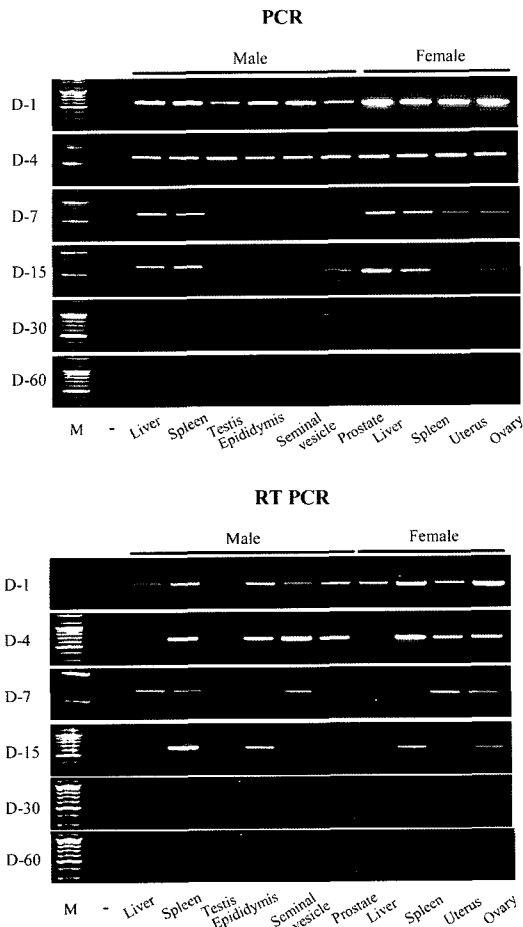 PCR
Male Female
D-1
D-4
D-7
D-15
D-30
D-60
M - Liver Spleen Testis Epididymis Seminal vesicle Prostate Liver Spleen Uterus Ovary
RT PCR
Male Female
D-1
D-4
D-7
D-15
D-30
D-60
M - Liver Spleen Testis Epididymis Seminal vesicle Prostate Liver Spleen Uterus Ovary